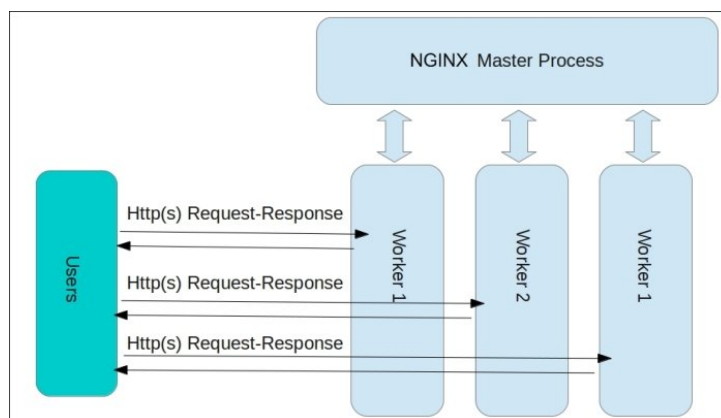 NGINX Master Process
Http(s) Request-Response
Http(s) Request-Response
Http(s) Request-Response
Users
Worker 1
Worker 2
Worker 1